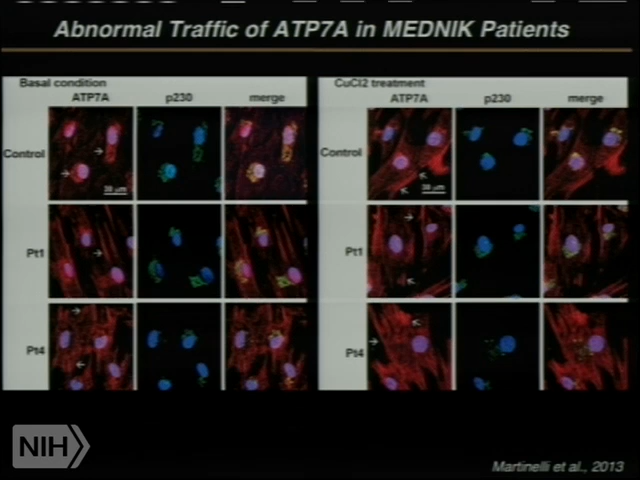 Abnormal Traffic of ATP7A in MEDNIK Patients
Basal condition
ATP7A p230 merge
Control
Pt1
Pt4
CuCl2 treatment
ATP7A p230 merge
Control
Pt1
Pt4
NIH
Martinelli et al., 2013